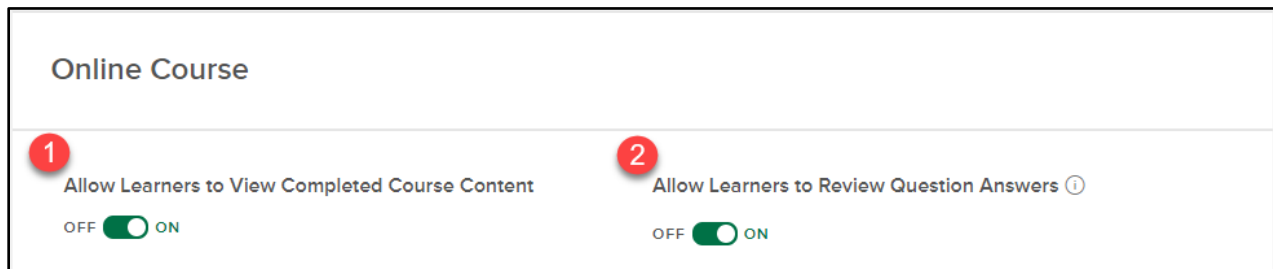 Online Course
1
2
Allow Learners to View Completed Course Content
Allow Learners to Review Question Answers ⓘ
OFF ON
OFF ON